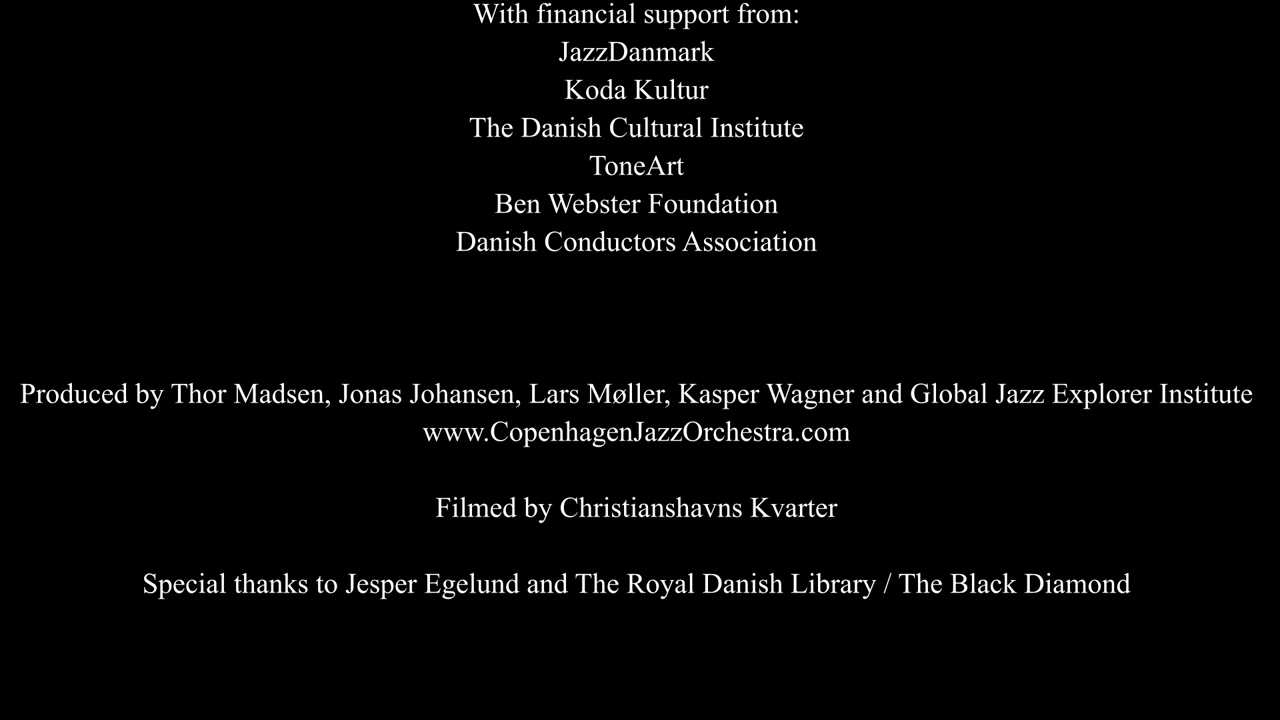 With financial support from:
JazzDanmark
Koda Kultur
The Danish Cultural Institute
ToneArt
Ben Webster Foundation
Danish Conductors Association
Produced by Thor Madsen, Jonas Johansen, Lars Møller, Kasper Wagner and Global Jazz Explorer Institute
www.CopenhagenJazzOrchestra.com
Filmed by Christianshavns Kvarter
Special thanks to Jesper Egelund and The Royal Danish Library / The Black Diamond